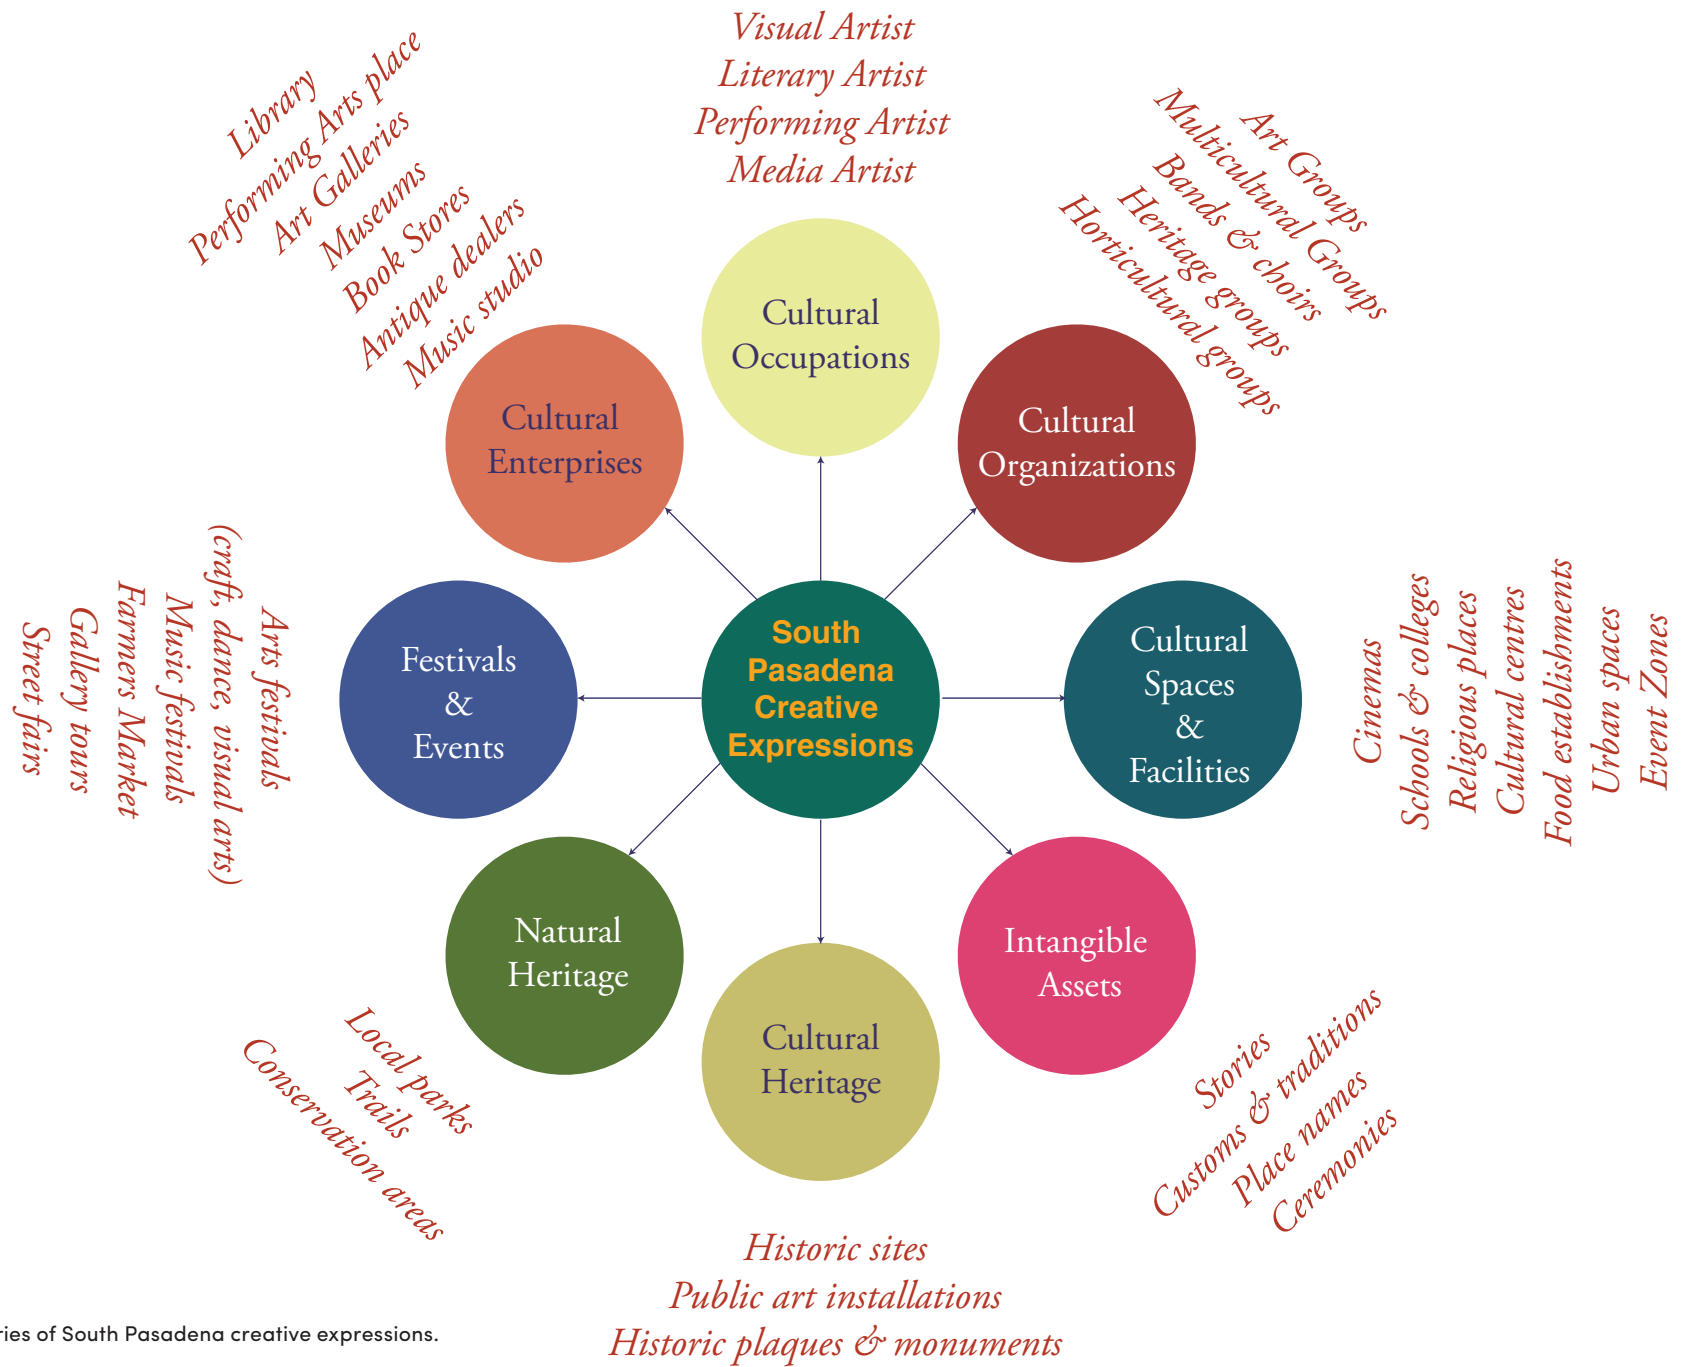 Visual Artist
Literary Artist
Performing Artist
Media Artist
Cultural
Occupations
Art Groups
Multicultural Groups
Bands & choirs
Heritage groups
Horticultural groups
Cultural
Organizations
Cinemas
Schools & colleges
Religious places
Cultural centres
Food establishments
Urban spaces
Event Zones
Cultural
Spaces
&
Facilities
Stories
Customs & traditions
Place names
Ceremonies
Intangible
Assets
Cultural
Heritage
Historic sites
Public art installations
Historic plaques & monuments
Natural
Heritage
Local parks
Trails
Conservation areas
Festivals
&
Events
Arts festivals
(craft, dance, visual arts)
Music festivals
Farmers Market
Gallery tours
Street fairs
Library
Performing Arts place
Art Galleries
Museums
Book Stores
Antique dealers
Music studio
Cultural
Enterprises
South
Pasadena
Creative
Expressions
ries of South Pasadena creative expressions.